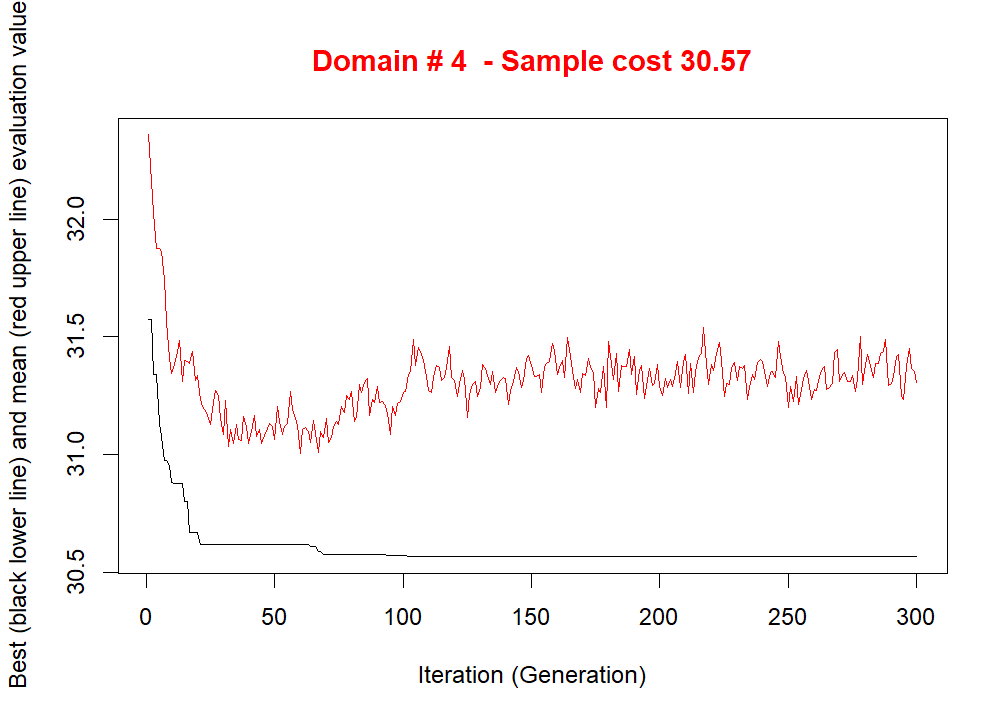 Domain # 4  - Sample cost 30.57
Best (black lower line) and mean (red upper line) evaluation value
32.0
31.5
31.0
30.5
0 50 100 150 200 250 300
Iteration (Generation)